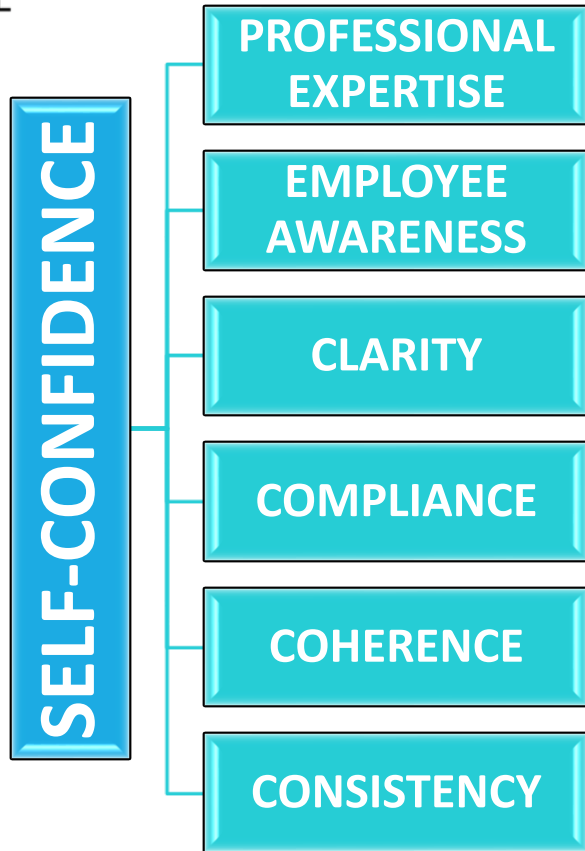 SELF-CONFIDENCE
PROFESSIONAL
EXPERTISE
EMPLOYEE
AWARENESS
CLARITY
COMPLIANCE
COHERENCE
CONSISTENCY